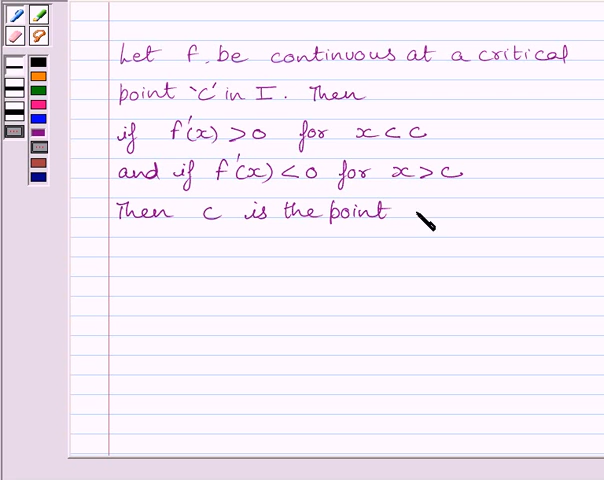 Let f. be continuous at a critical
point 'c' in I. Then
if f'(x) > 0 for x < c
and if f'(x) < 0 for x > c
Then c is the point